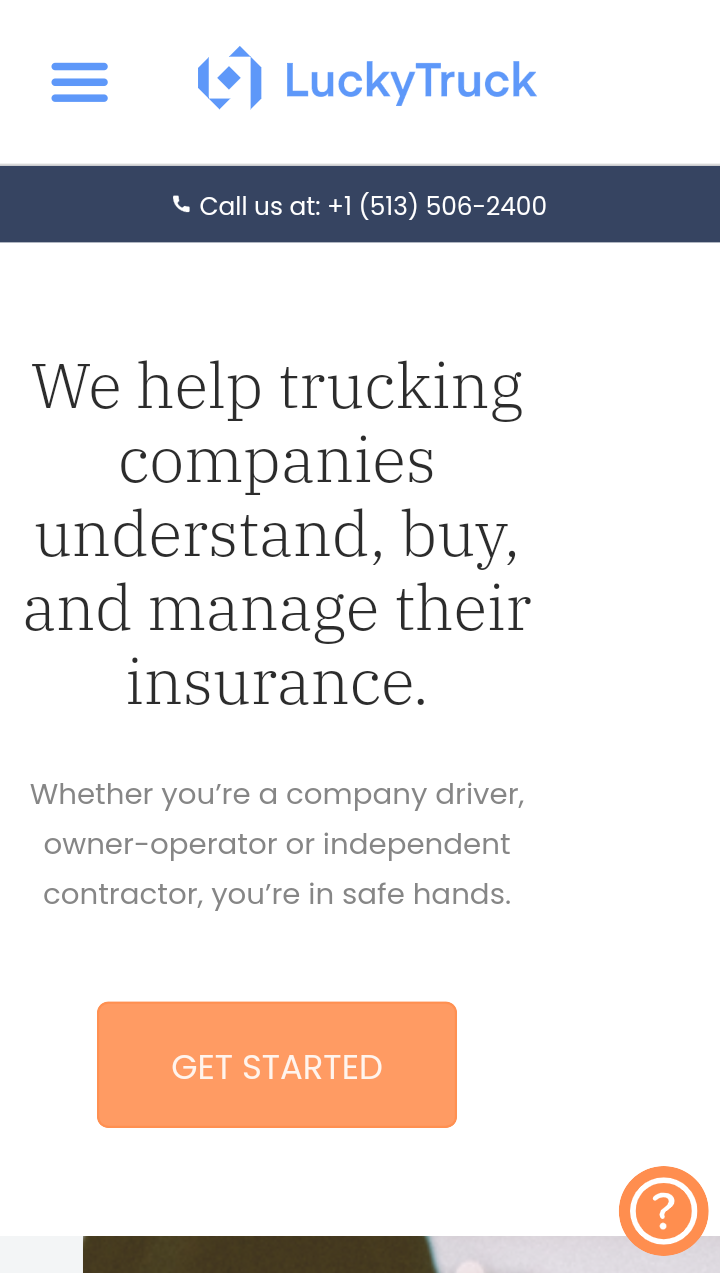 LuckyTruck
Call us at: +1 (513) 506-2400
We help trucking
companies
understand, buy,
and manage their
insurance.
Whether you’re a company driver,
owner-operator or independent
contractor, you’re in safe hands.
GET STARTED
?